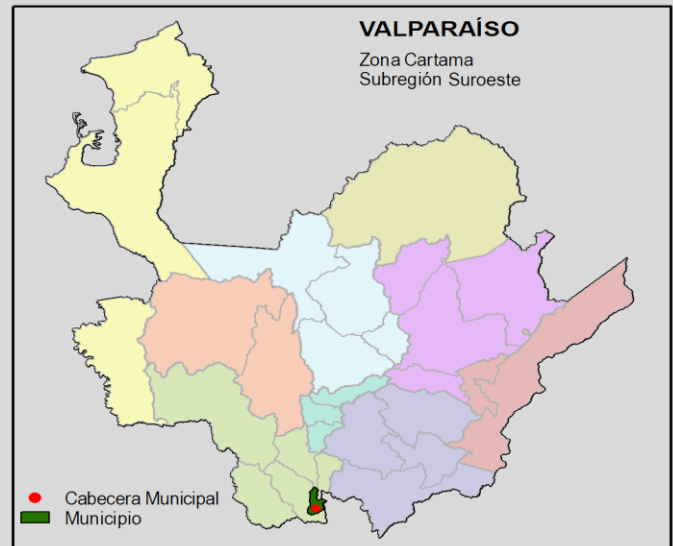 VALPARAÍSO
Zona Cartama
Subregión Suroeste
Cabecera Municipal
Municipio